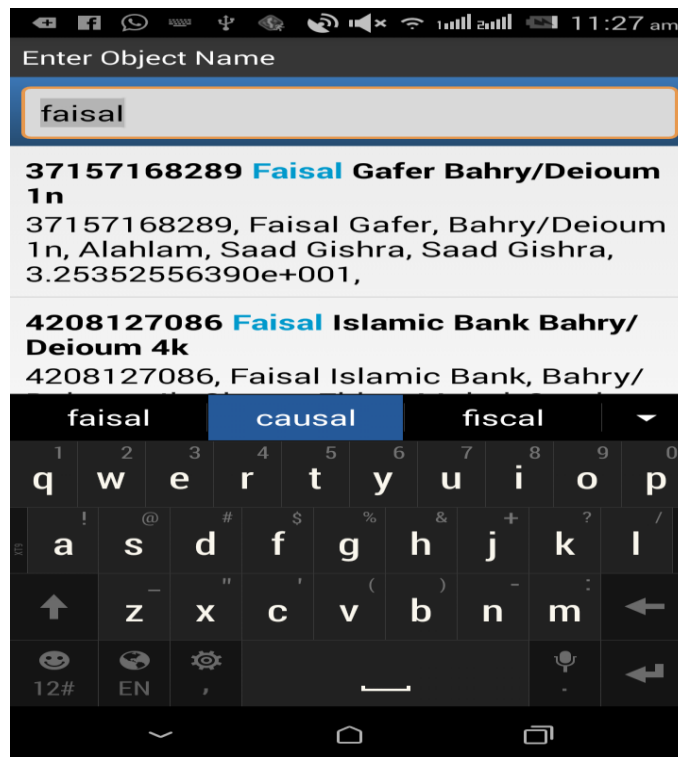 11:27 am
Enter Object Name
faisal
37157168289 Faisal Gafer Bahry/Deioum
1n
37157168289, Faisal Gafer, Bahry/Deioum
1n, Alahlam, Saad Gishra, Saad Gishra,
3.25352556390e+001,
4208127086 Faisal Islamic Bank Bahry/
Deioum 4k
4208127086, Faisal Islamic Bank, Bahry/
faisal causal fiscal
1 2 3 4 5 6 7 8 9 0
q w e r t y u i o p
! @ # $ % & + ? /
XT9 a s d f g h j k l
_ " ' ( ) - :
z x c v b n m
12# EN , .